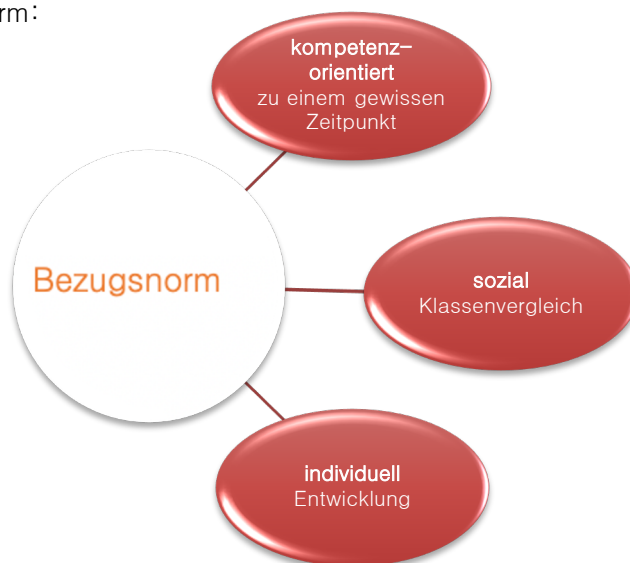 rm:
kompetenz-
orientiert
zu einem gewissen
Zeitpunkt
Bezugsnorm
sozial
Klassenvergleich
individuell
Entwicklung